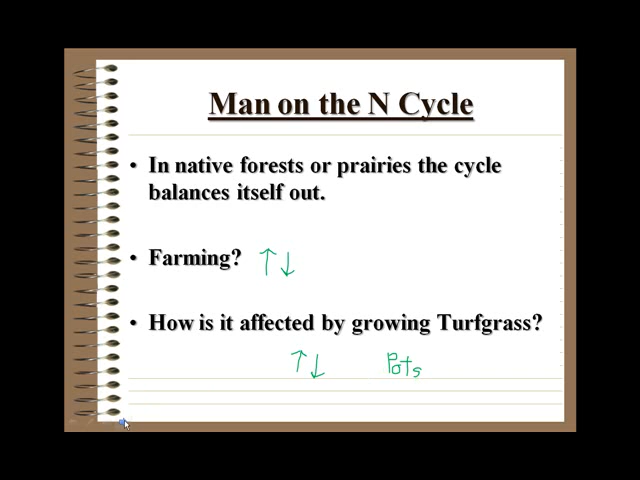 Man on the N Cycle
• In native forests or prairies the cycle
balances itself out.
• Farming? ↑↓
• How is it affected by growing Turfgrass?
↑↓ Pots